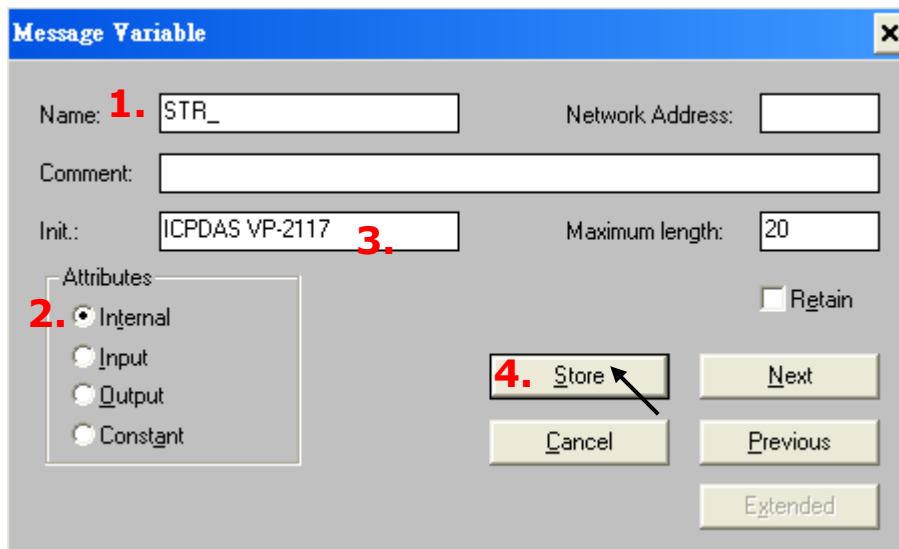 Message Variable
Name: 1. STR_ Network Address:
Comment:
Init.: ICPDAS VP-2117 3. Maximum length: 20
Attributes
2. Internal Retain
Input
4. Store Next
Output
Constant
Cancel Previous
Extended